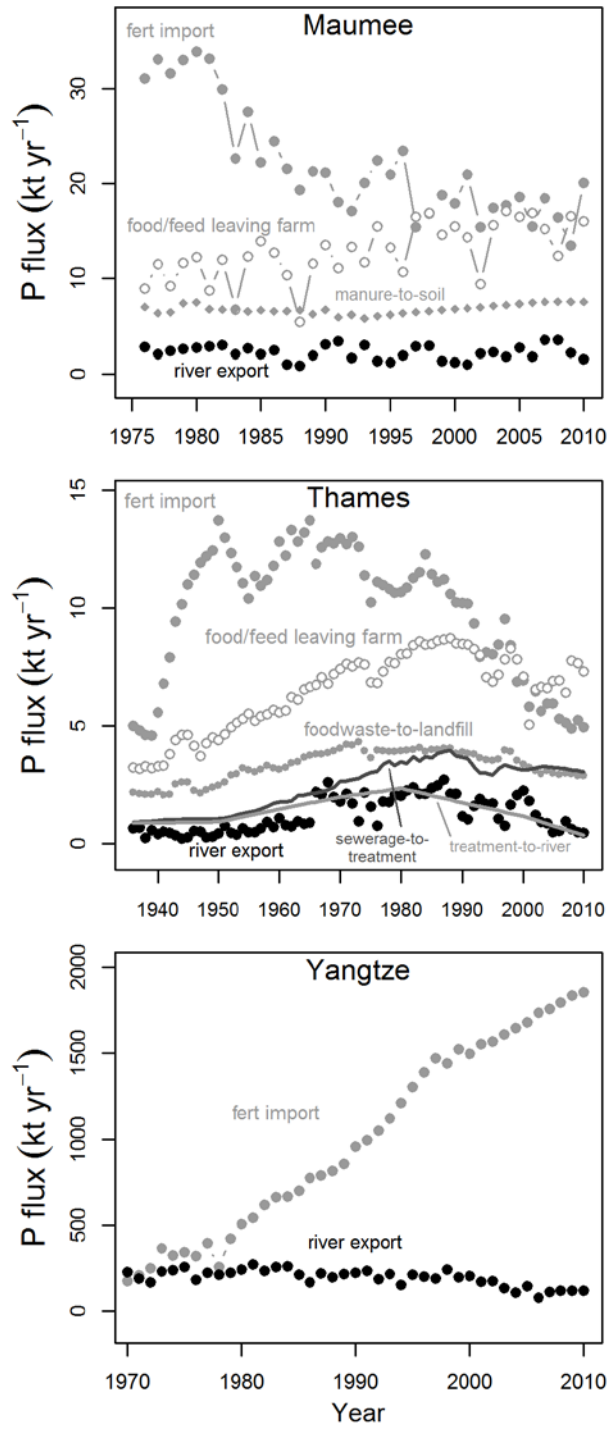 Maumee
fert import
P flux (kt yr⁻¹)
0 10 20 30
food/feed leaving farm
manure-to-soil
river export
1975 1980 1985 1990 1995 2000 2005 2010
Thames
fert import
P flux (kt yr⁻¹)
0 5 10 15
food/feed leaving farm
foodwaste-to-landfill
river export
sewerage-to-
treatment
treatment-to-river
1940 1950 1960 1970 1980 1990 2000 2010
Yangtze
P flux (kt yr⁻¹)
0 500 1000 1500 2000
fert import
river export
1970 1980 1990 2000 2010
Year